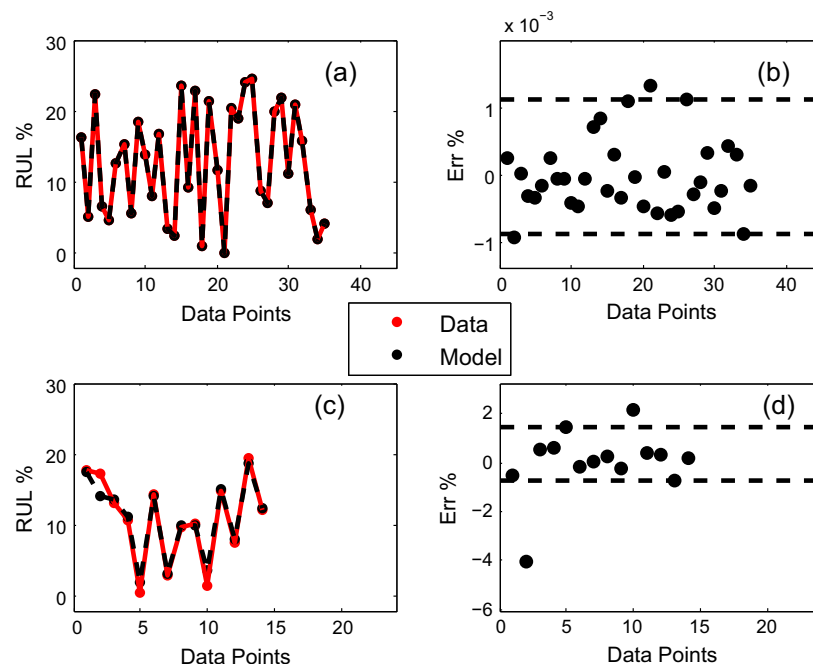 x 10⁻³
30
20
10
0
RUL %
(a)
0 10 20 30 40
Data Points
1
0
−1
Err %
(b)
0 10 20 30 40
Data Points
Data
Model
30
20
10
0
RUL %
(c)
0 5 10 15 20
Data Points
2
0
−2
−4
−6
Err %
(d)
0 5 10 15 20
Data Points